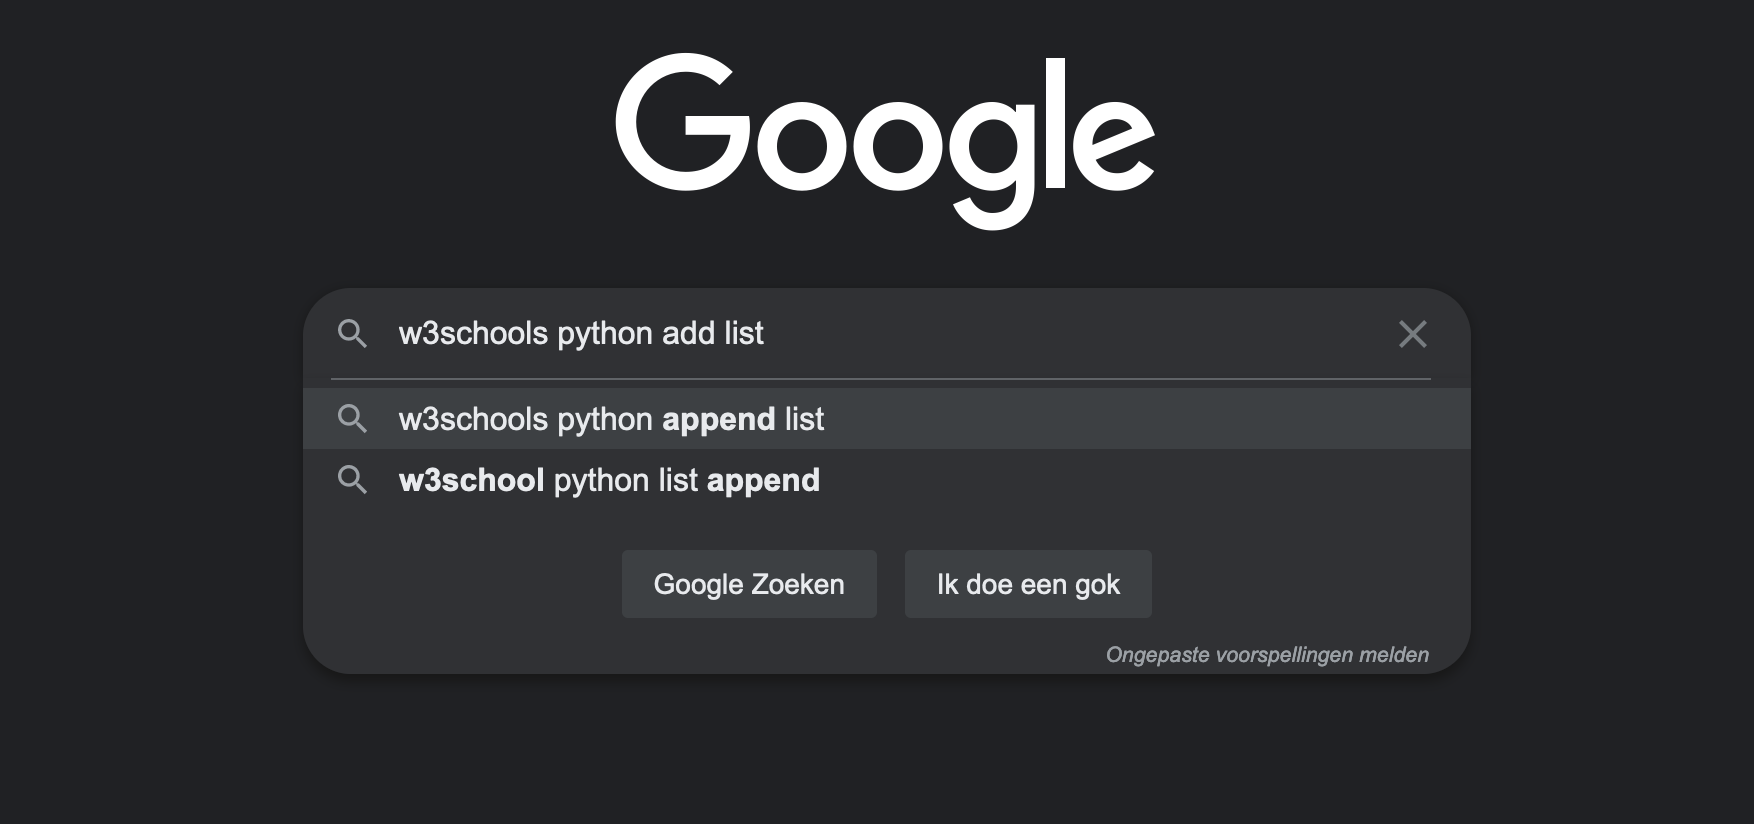 Google
w3schools python add list
w3schools python append list
w3school python list append
Google Zoeken
Ik doe een gok
Ongepaste voorspellingen melden